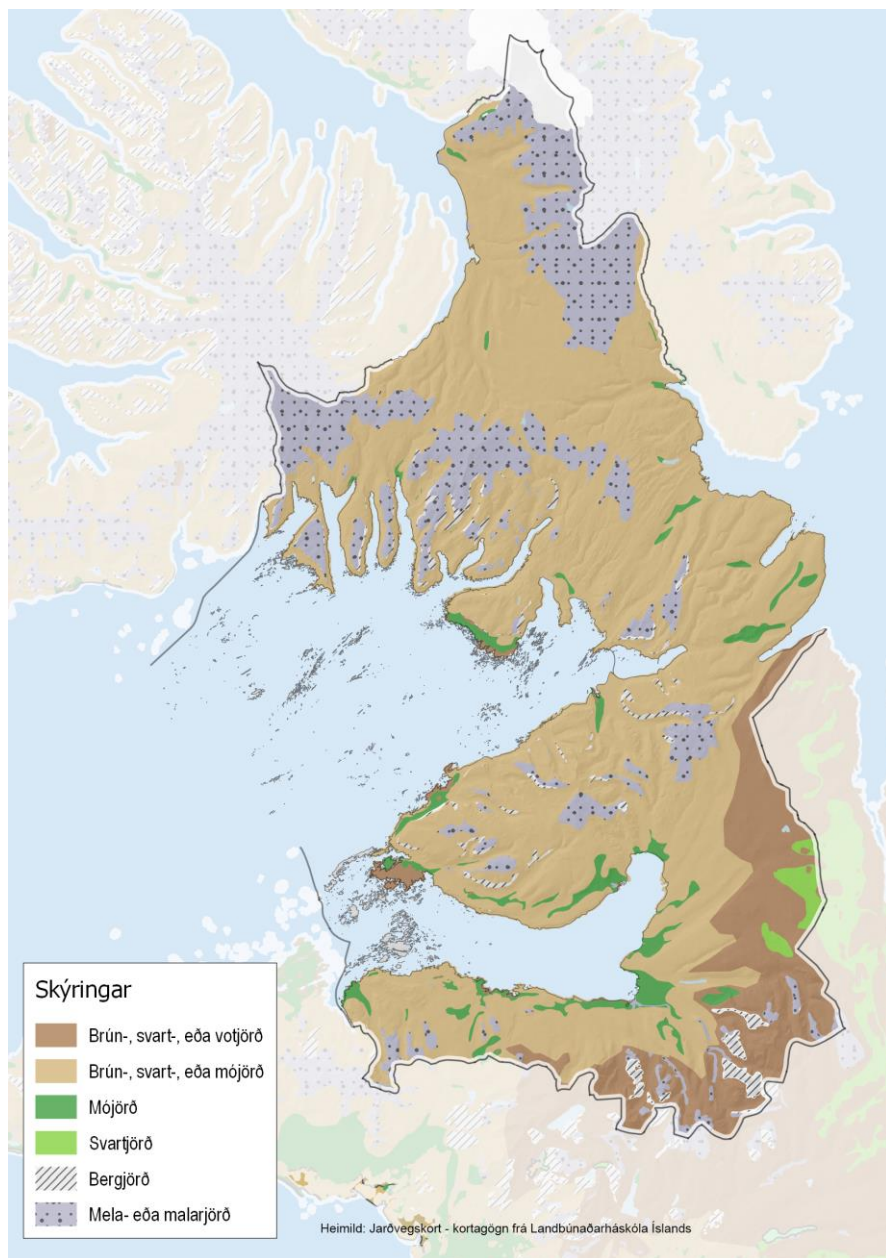 Skýringar
Brún-, svart-, eða votjörð
Brún-, svart-, eða mójörð
Mójörð
Svartjörð
Bergjörð
Mela- eða malarjörð
Heimild: Jarðvegskort - kortagögn frá Landbúnaðarháskóla Íslands